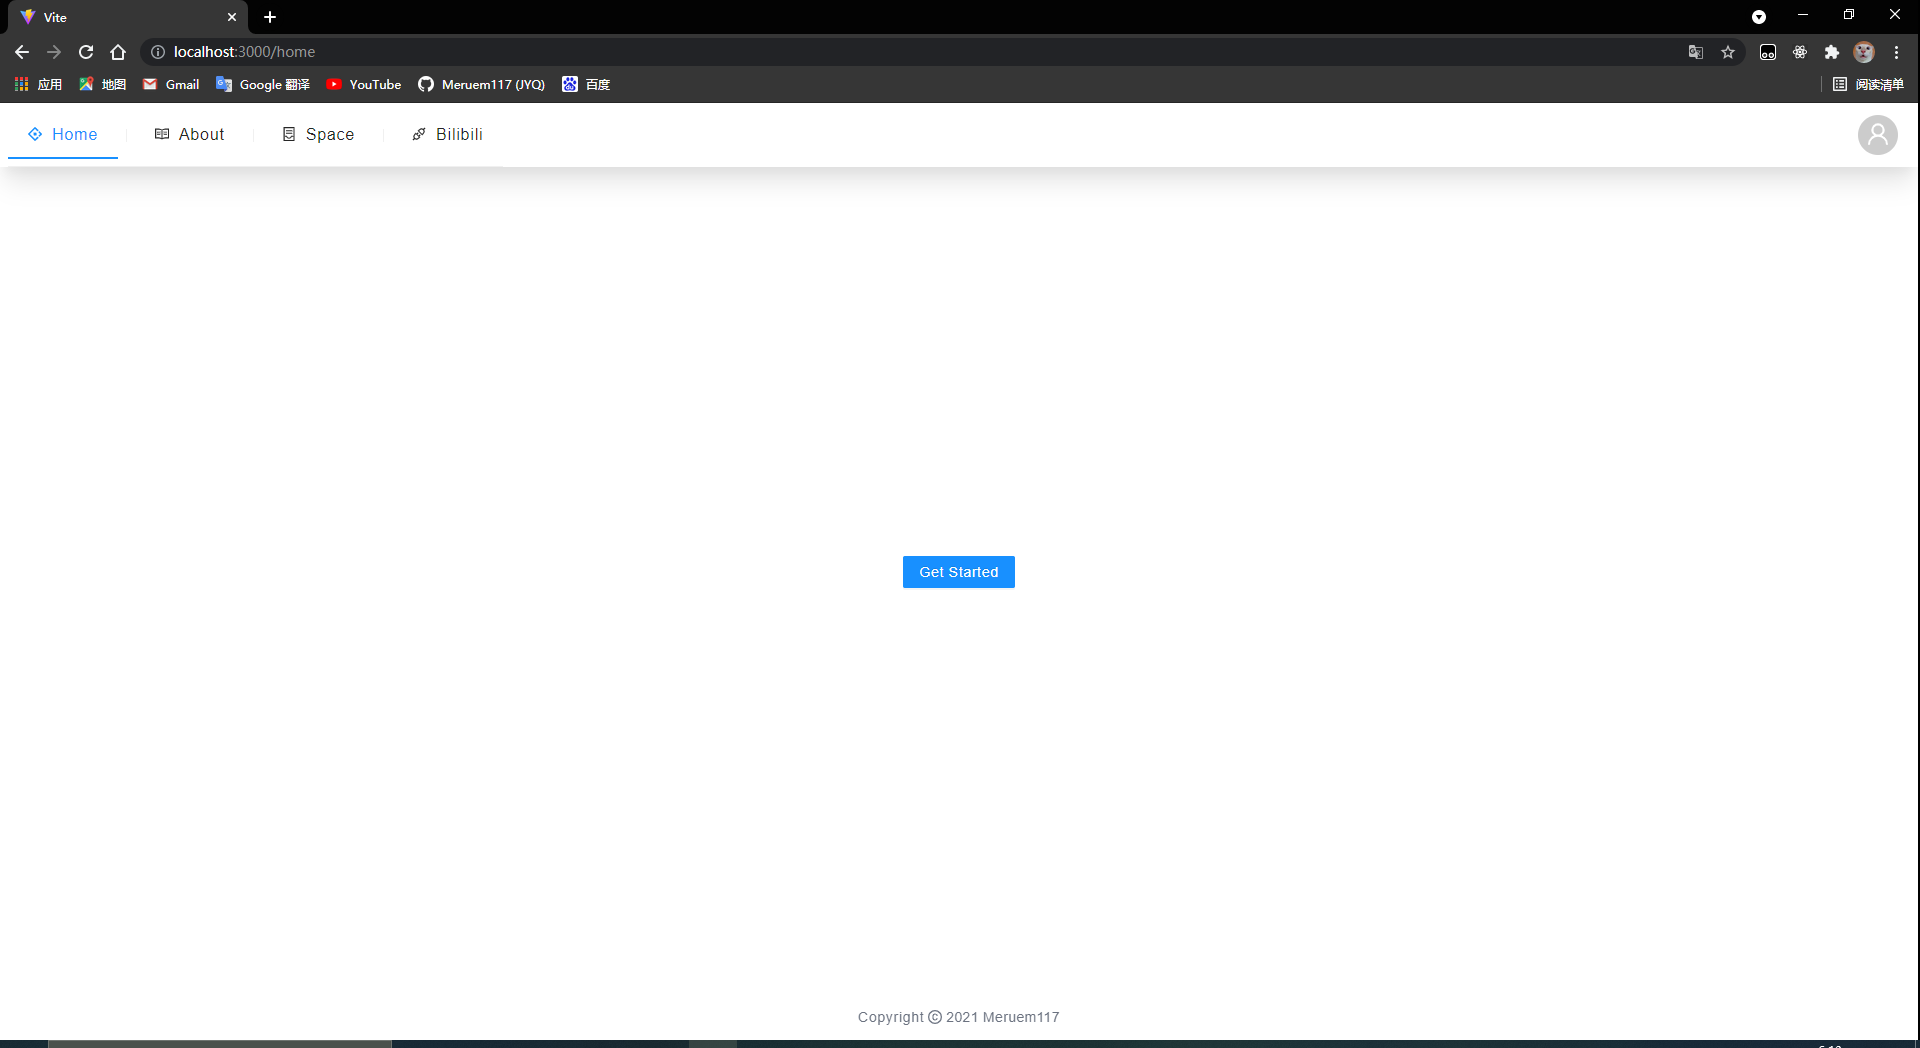 Vite
localhost:3000/home
应用 地图 Gmail Google 翻译 YouTube Meruem117 (JYQ) 百度 阅读清单
Home About Space Bilibili
Get Started
Copyright © 2021 Meruem117